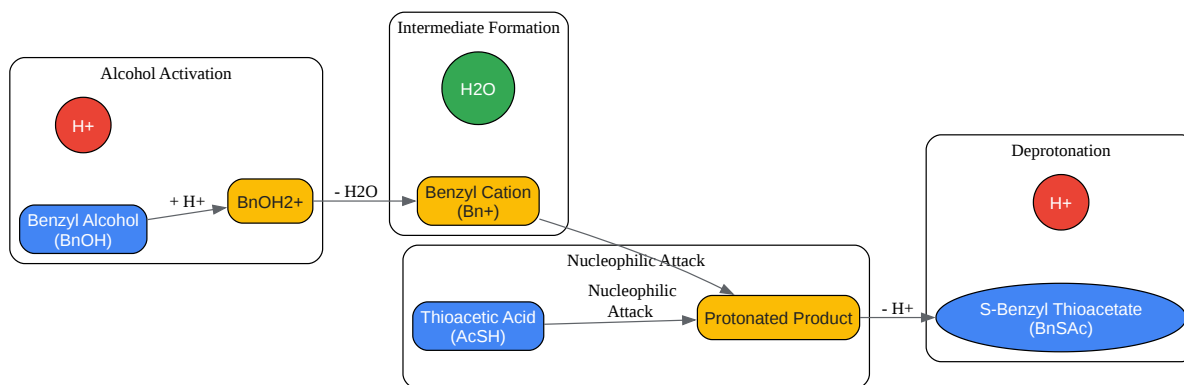 Alcohol Activation
H+
Benzyl Alcohol
(BnOH)
+ H+
BnOH2+
- H2O
Intermediate Formation
H2O
Benzyl Cation
(Bn+)
Nucleophilic Attack
Thioacetic Acid
(AcSH)
Nucleophilic
Attack
Protonated Product
- H+
Deprotonation
H+
S-Benzyl Thioacetate
(BnSAc)